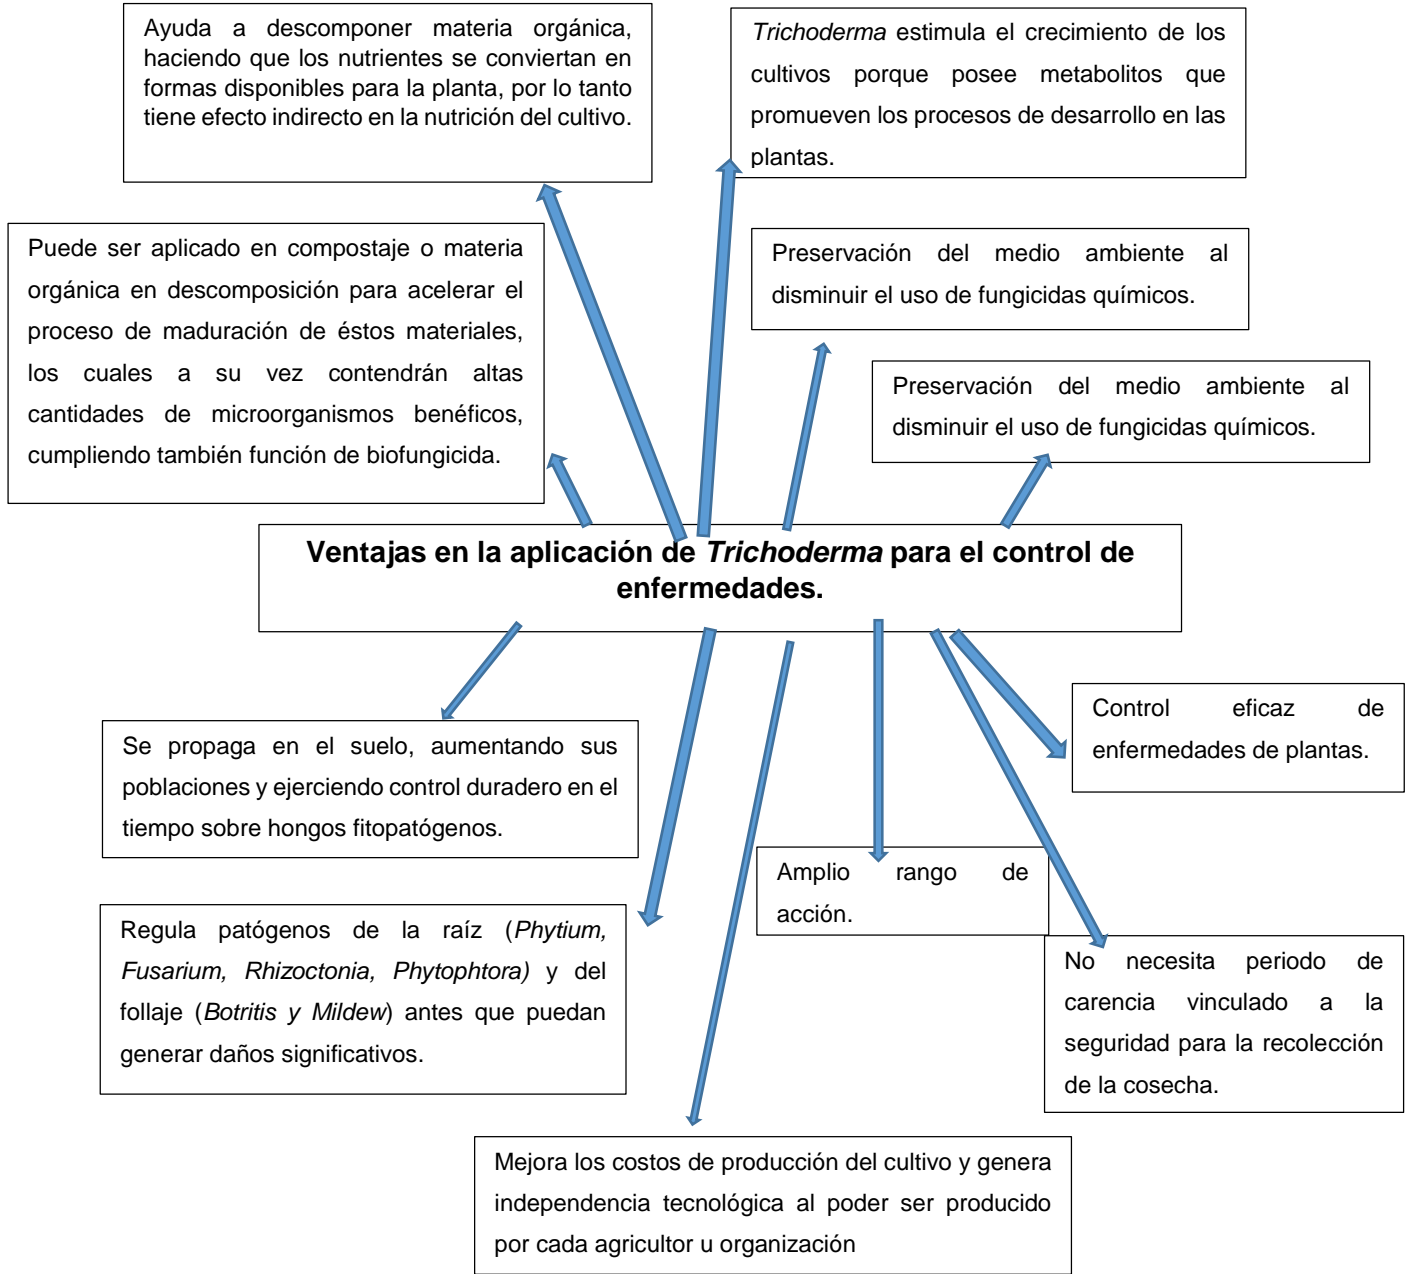 Ayuda a descomponer materia orgánica,
haciendo que los nutrientes se conviertan en
formas disponibles para la planta, por lo tanto
tiene efecto indirecto en la nutrición del cultivo.
Trichoderma estimula el crecimiento de los
cultivos porque posee metabolitos que
promueven los procesos de desarrollo en las
plantas.
Puede ser aplicado en compostaje o materia
orgánica en descomposición para acelerar el
proceso de maduración de éstos materiales,
los cuales a su vez contendrán altas
cantidades de microorganismos benéficos,
cumpliendo también función de biofungicida.
Preservación del medio ambiente al
disminuir el uso de fungicidas químicos.
Preservación del medio ambiente al
disminuir el uso de fungicidas químicos.
Ventajas en la aplicación de Trichoderma para el control de
enfermedades.
Se propaga en el suelo, aumentando sus
poblaciones y ejerciendo control duradero en el
tiempo sobre hongos fitopatógenos.
Control eficaz de
enfermedades de plantas.
Amplio rango de
acción.
Regula patógenos de la raíz (Phytium,
Fusarium, Rhizoctonia, Phytophtora) y del
follaje (Botritis y Mildew) antes que puedan
generar daños significativos.
No necesita periodo de
carencia vinculado a la
seguridad para la recolección
de la cosecha.
Mejora los costos de producción del cultivo y genera
independencia tecnológica al poder ser producido
por cada agricultor u organización